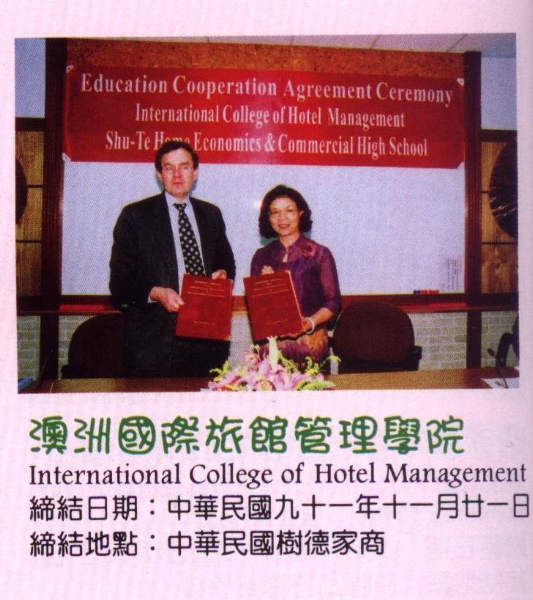 Education Cooperation Agreement Ceremony
International College of Hotel Management
Shu-Te Home Economics & Commercial High School
澳洲國際旅館管理學院
International College of Hotel Management
締結日期：中華民國九十一年十一月廿一日
締結地點：中華民國樹德家商